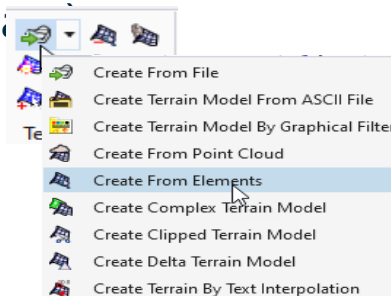 Create From File
Create Terrain Model From ASCII File
Create Terrain Model By Graphical Filter
Te
Create From Point Cloud
Create From Elements
Create Complex Terrain Model
Create Clipped Terrain Model
Create Delta Terrain Model
Create Terrain By Text Interpolation